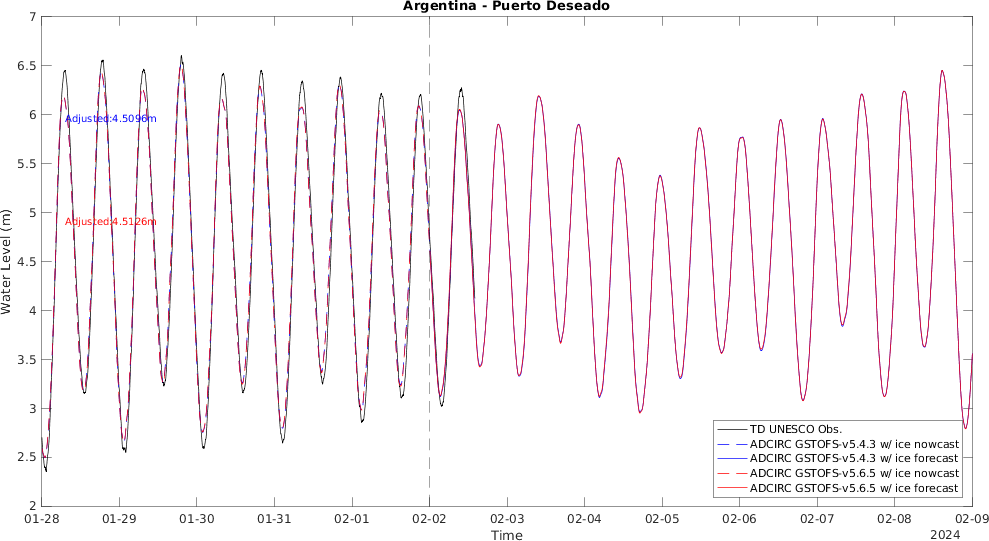 Argentina - Puerto Deseado
7
6.5
6
5.5
5
4.5
4
3.5
3
2.5
2
Water Level (m)
Adjusted:4.5096m
Adjusted:4.5126m
TD UNESCO Obs.
ADCIRC GSTOFS-v5.4.3 w/ ice nowcast
ADCIRC GSTOFS-v5.4.3 w/ ice forecast
ADCIRC GSTOFS-v5.6.5 w/ ice nowcast
ADCIRC GSTOFS-v5.6.5 w/ ice forecast
01-28 01-29 01-30 01-31 02-01 02-02 02-03 02-04 02-05 02-06 02-07 02-08 02-09
Time
2024